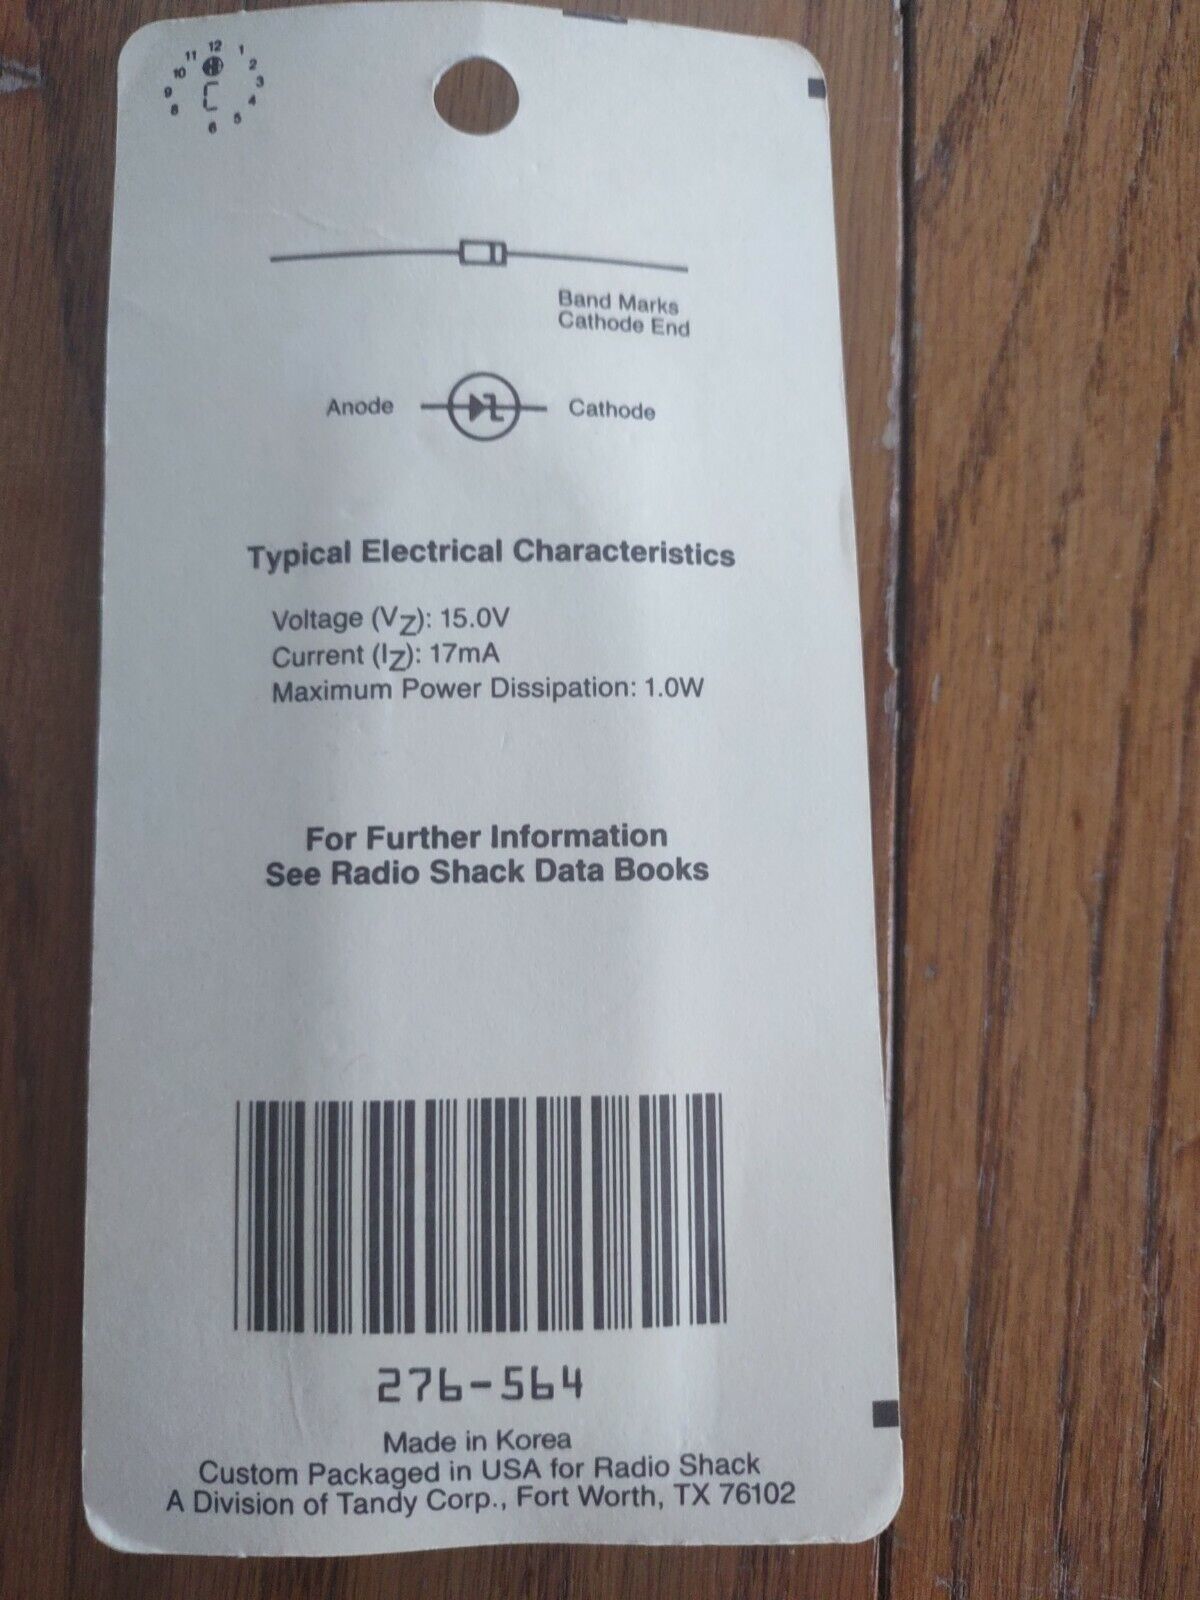 12
11 1
10 2
9 3
8 4
6 5
Band Marks
Cathode End
Anode Cathode
Typical Electrical Characteristics
Voltage (VZ): 15.0V
Current (IZ): 17mA
Maximum Power Dissipation: 1.0W
For Further Information
See Radio Shack Data Books
276-564
Made in Korea
Custom Packaged in USA for Radio Shack
A Division of Tandy Corp., Fort Worth, TX 76102